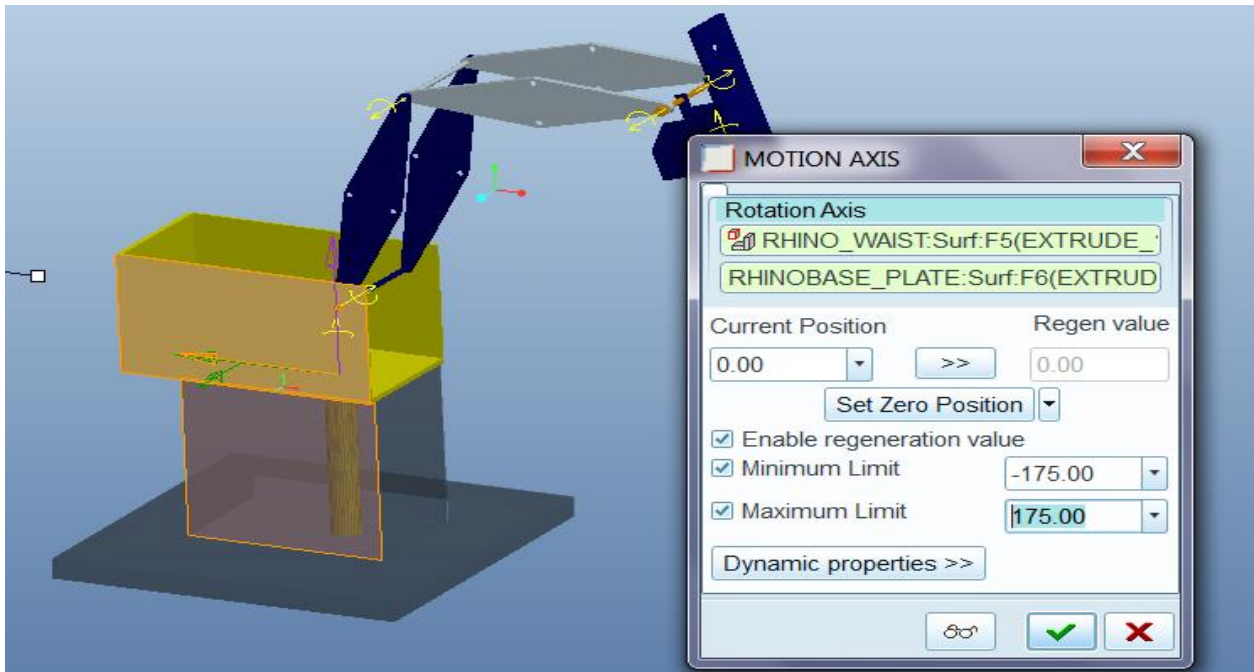 MOTION AXIS
Rotation Axis
RHINO_WAIST:Surf:F5(EXTRUDE_
RHINOBASE_PLATE:Surf:F6(EXTRUD
Current Position Regen value
0.00 >> 0.00
Set Zero Position
Enable regeneration value
Minimum Limit -175.00
Maximum Limit 175.00
Dynamic properties >>